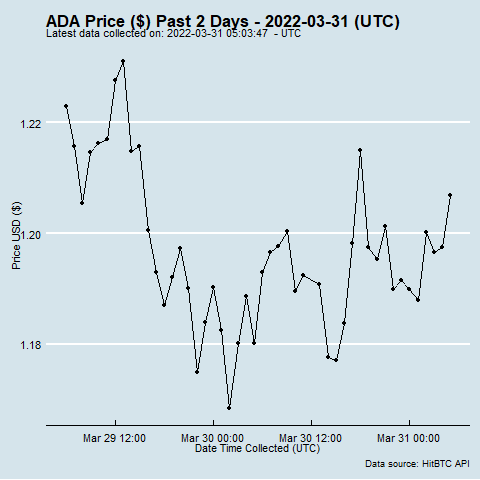 ADA Price ($) Past 2 Days - 2022-03-31 (UTC)
Latest data collected on: 2022-03-31 05:03:47  - UTC
1.22
1.20
1.18
Price USD ($)
Mar 29 12:00 Mar 30 00:00 Mar 30 12:00 Mar 31 00:00
Date Time Collected (UTC)
Data source: HitBTC API